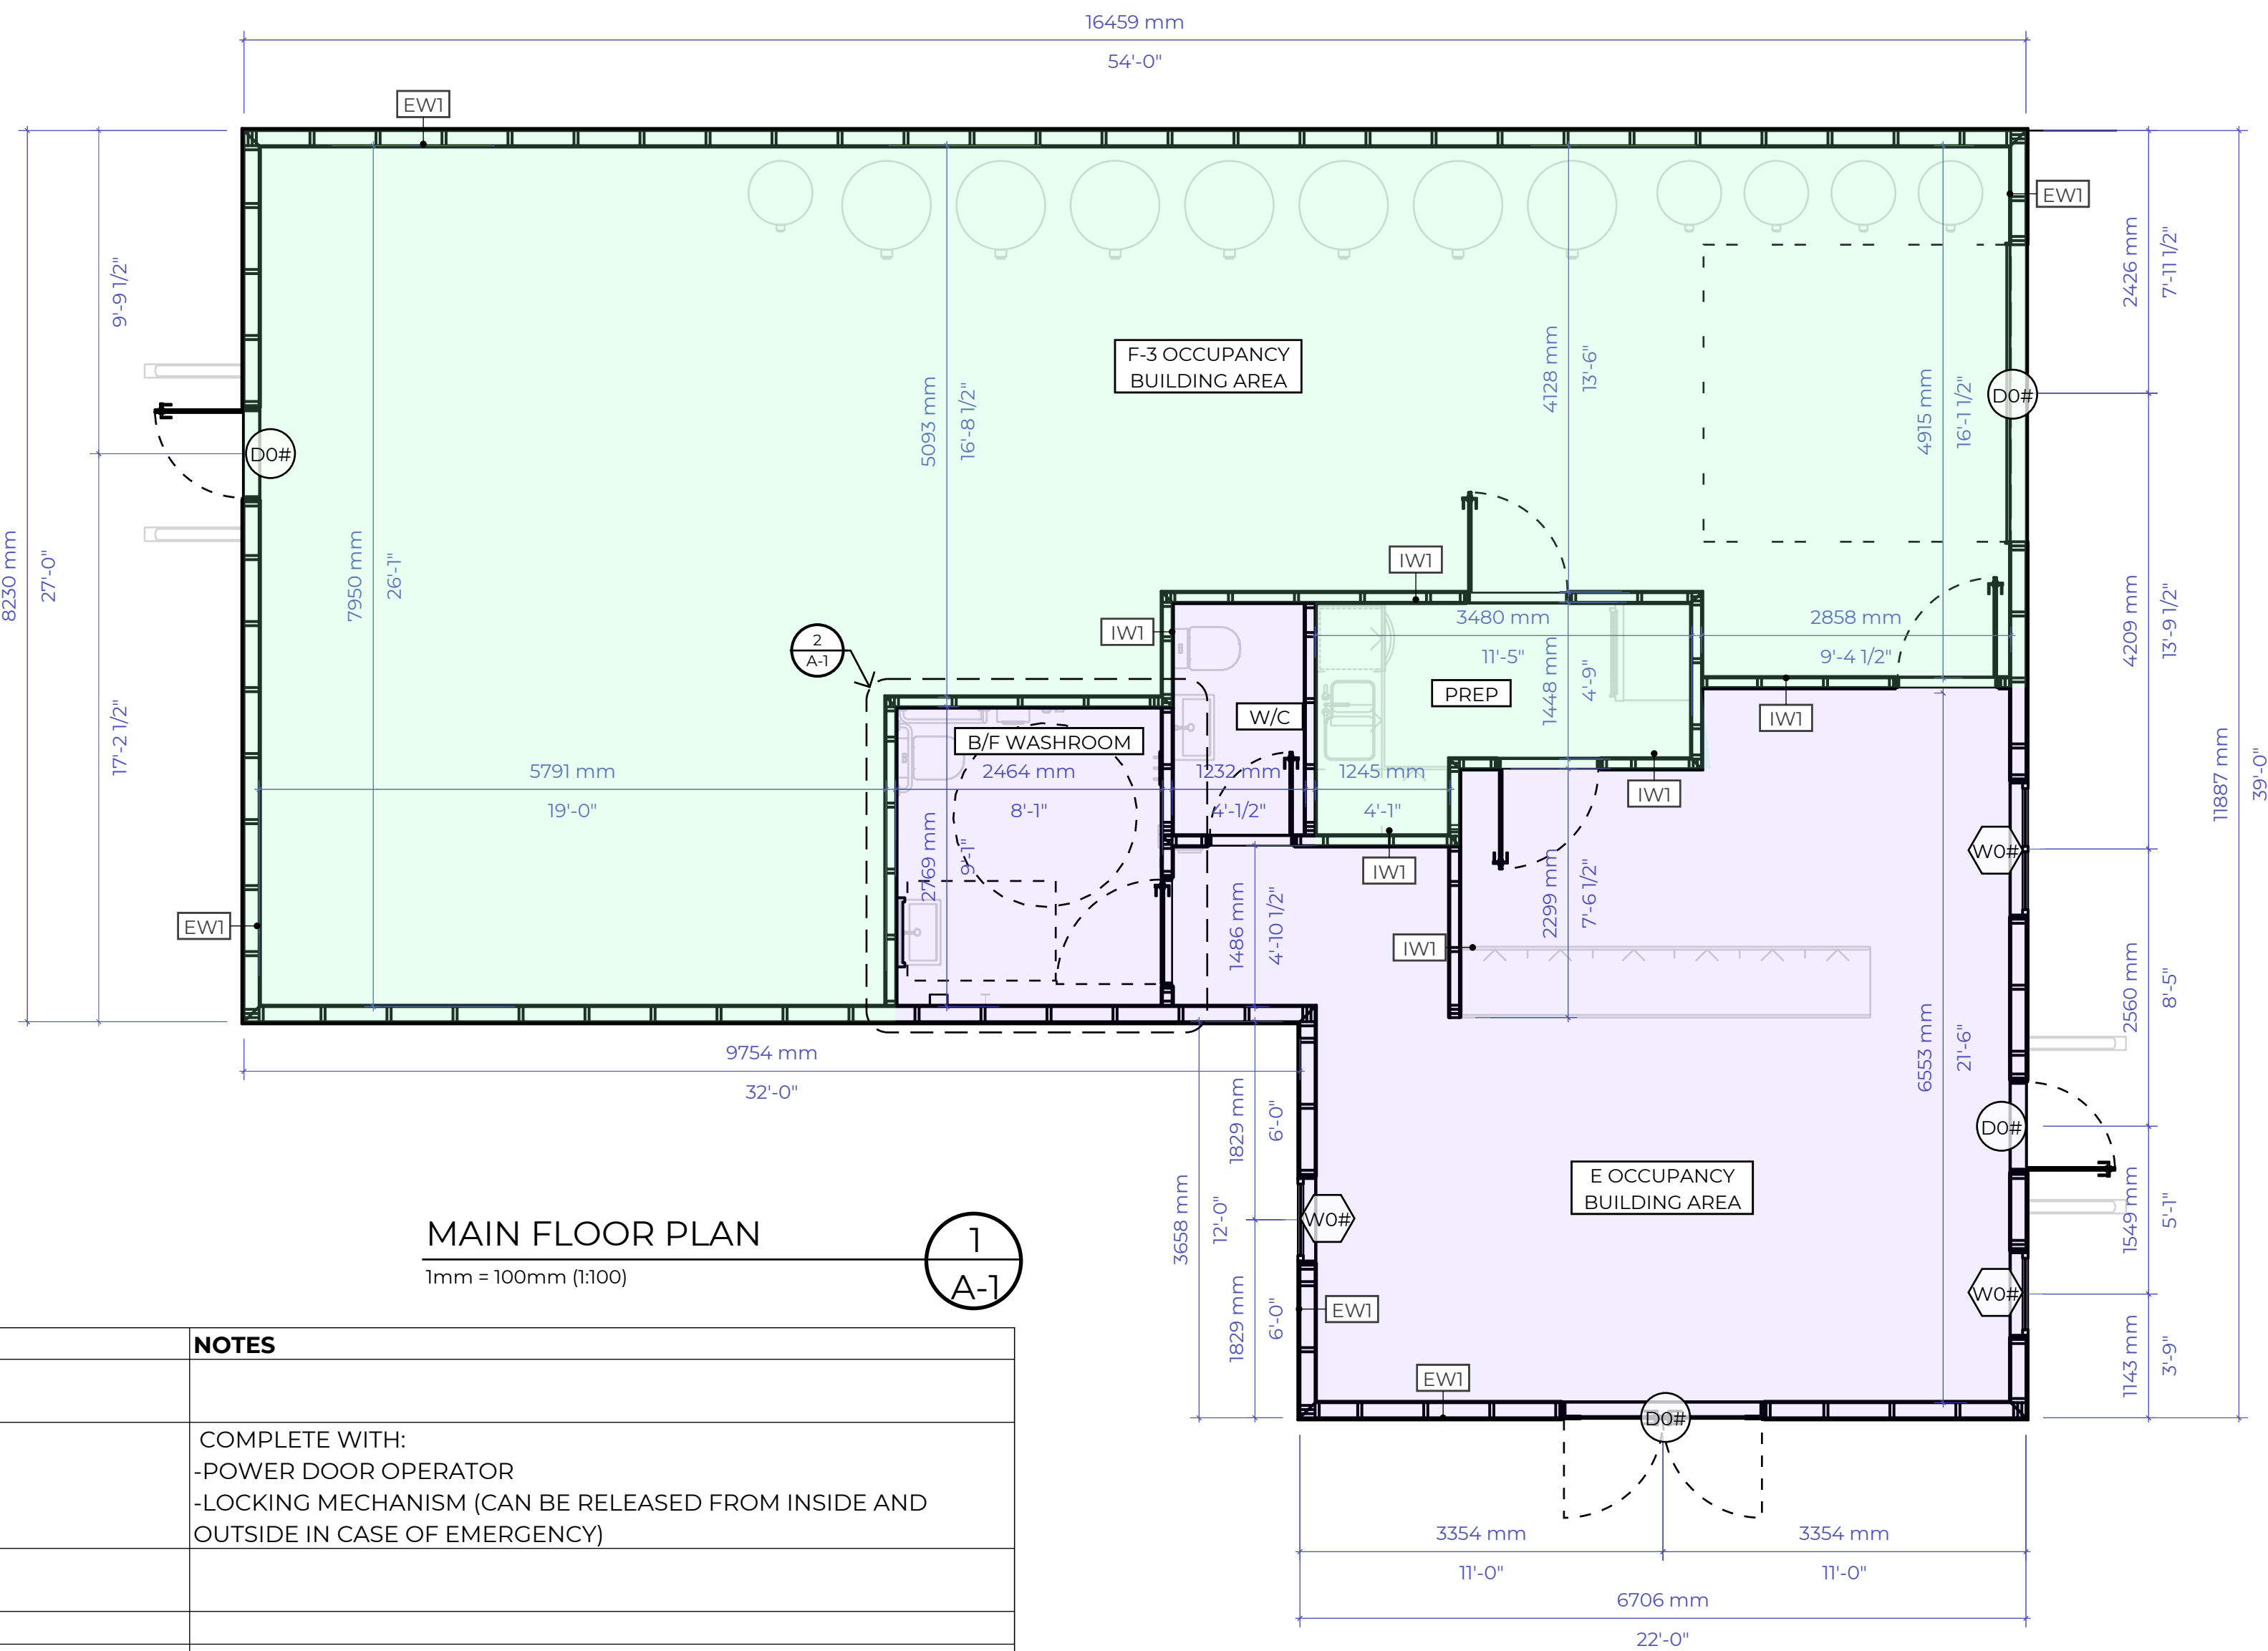 16459 mm
54'-0"
EW1
EW1
9'-9 1/2"
2426 mm
7'-11 1/2"
F-3 OCCUPANCY
BUILDING AREA
4128 mm
13'-6"
5093 mm
16'-8 1/2"
4915 mm
16'-1 1/2"
D0#
D0#
8230 mm
27'-0"
7950 mm
26'-1"
IW1
IW1
3480 mm
11'-5"
2858 mm
9'-4 1/2"
4209 mm
13'-9 1/2"
2
A-1
1448 mm
4'-9"
PREP
W/C
IW1
17'-2 1/2"
B/F WASHROOM
5791 mm
19'-0"
2464 mm
8'-1"
1232 mm
4'-1/2"
1245 mm
4'-1"
IW1
11887 mm
39'-0"
2769 mm
9'-1"
IW1
W0#
EW1
1486 mm
4'-10 1/2"
IW1
2299 mm
7'-6 1/2"
2560 mm
8'-5"
6553 mm
21'-6"
9754 mm
32'-0"
1829 mm
6'-0"
D0#
3658 mm
12'-0"
E OCCUPANCY
BUILDING AREA
W0#
1549 mm
5'-1"
MAIN FLOOR PLAN
1mm = 100mm (1:100)
1
A-1
W0#
1829 mm
6'-0"
EW1
1143 mm
3'-9"
EW1
D0#
NOTES
COMPLETE WITH:
-POWER DOOR OPERATOR
-LOCKING MECHANISM (CAN BE RELEASED FROM INSIDE AND
OUTSIDE IN CASE OF EMERGENCY)
3354 mm
11'-0"
3354 mm
11'-0"
6706 mm
22'-0"